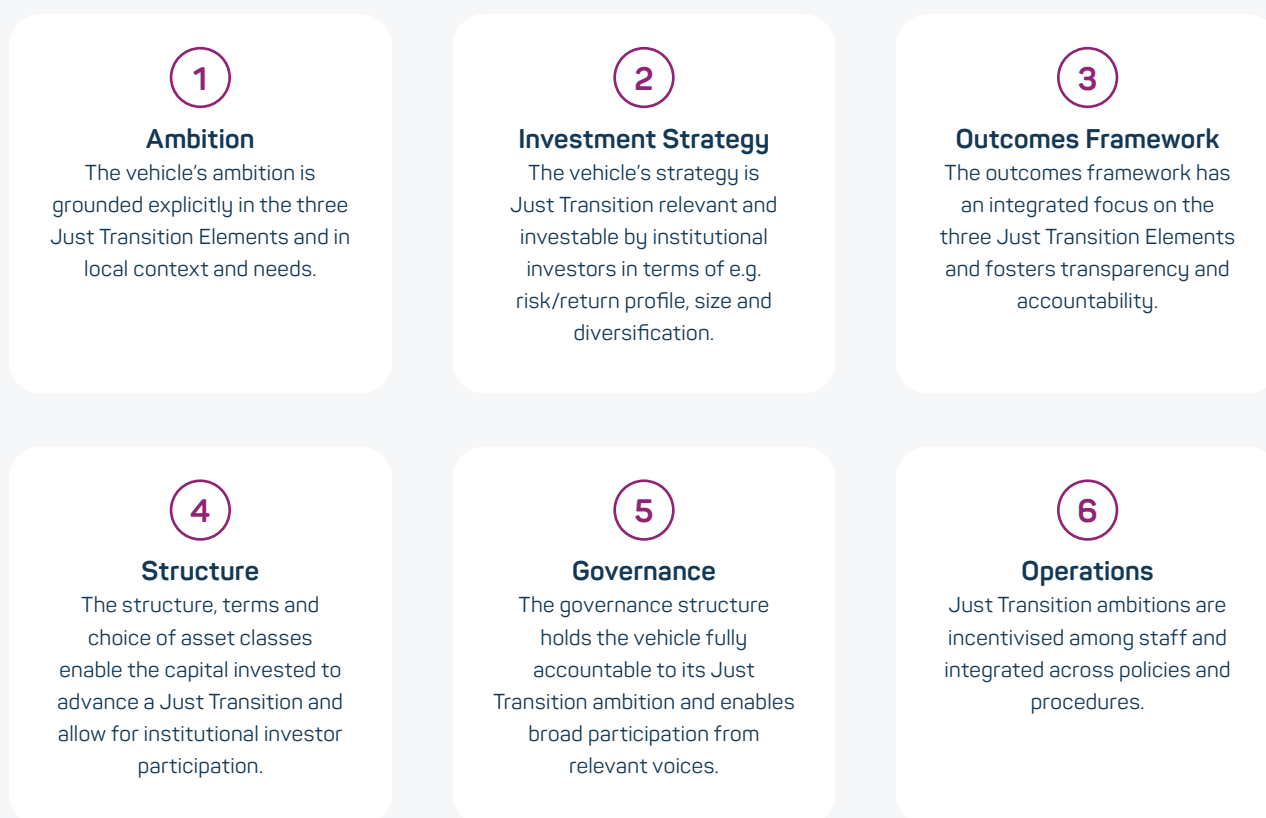 1
Ambition
The vehicle's ambition is
grounded explicitly in the three
Just Transition Elements and in
local context and needs.
2
Investment Strategy
The vehicle's strategy is
Just Transition relevant and
investable by institutional
investors in terms of e.g.
risk/return profile, size and
diversification.
3
Outcomes Framework
The outcomes framework has
an integrated focus on the
three Just Transition Elements
and fosters transparency and
accountability.
4
Structure
The structure, terms and
choice of asset classes
enable the capital invested to
advance a Just Transition and
allow for institutional investor
participation.
5
Governance
The governance structure
holds the vehicle fully
accountable to its Just
Transition ambition and enables
broad participation from
relevant voices.
6
Operations
Just Transition ambitions are
incentivised among staff and
integrated across policies and
procedures.